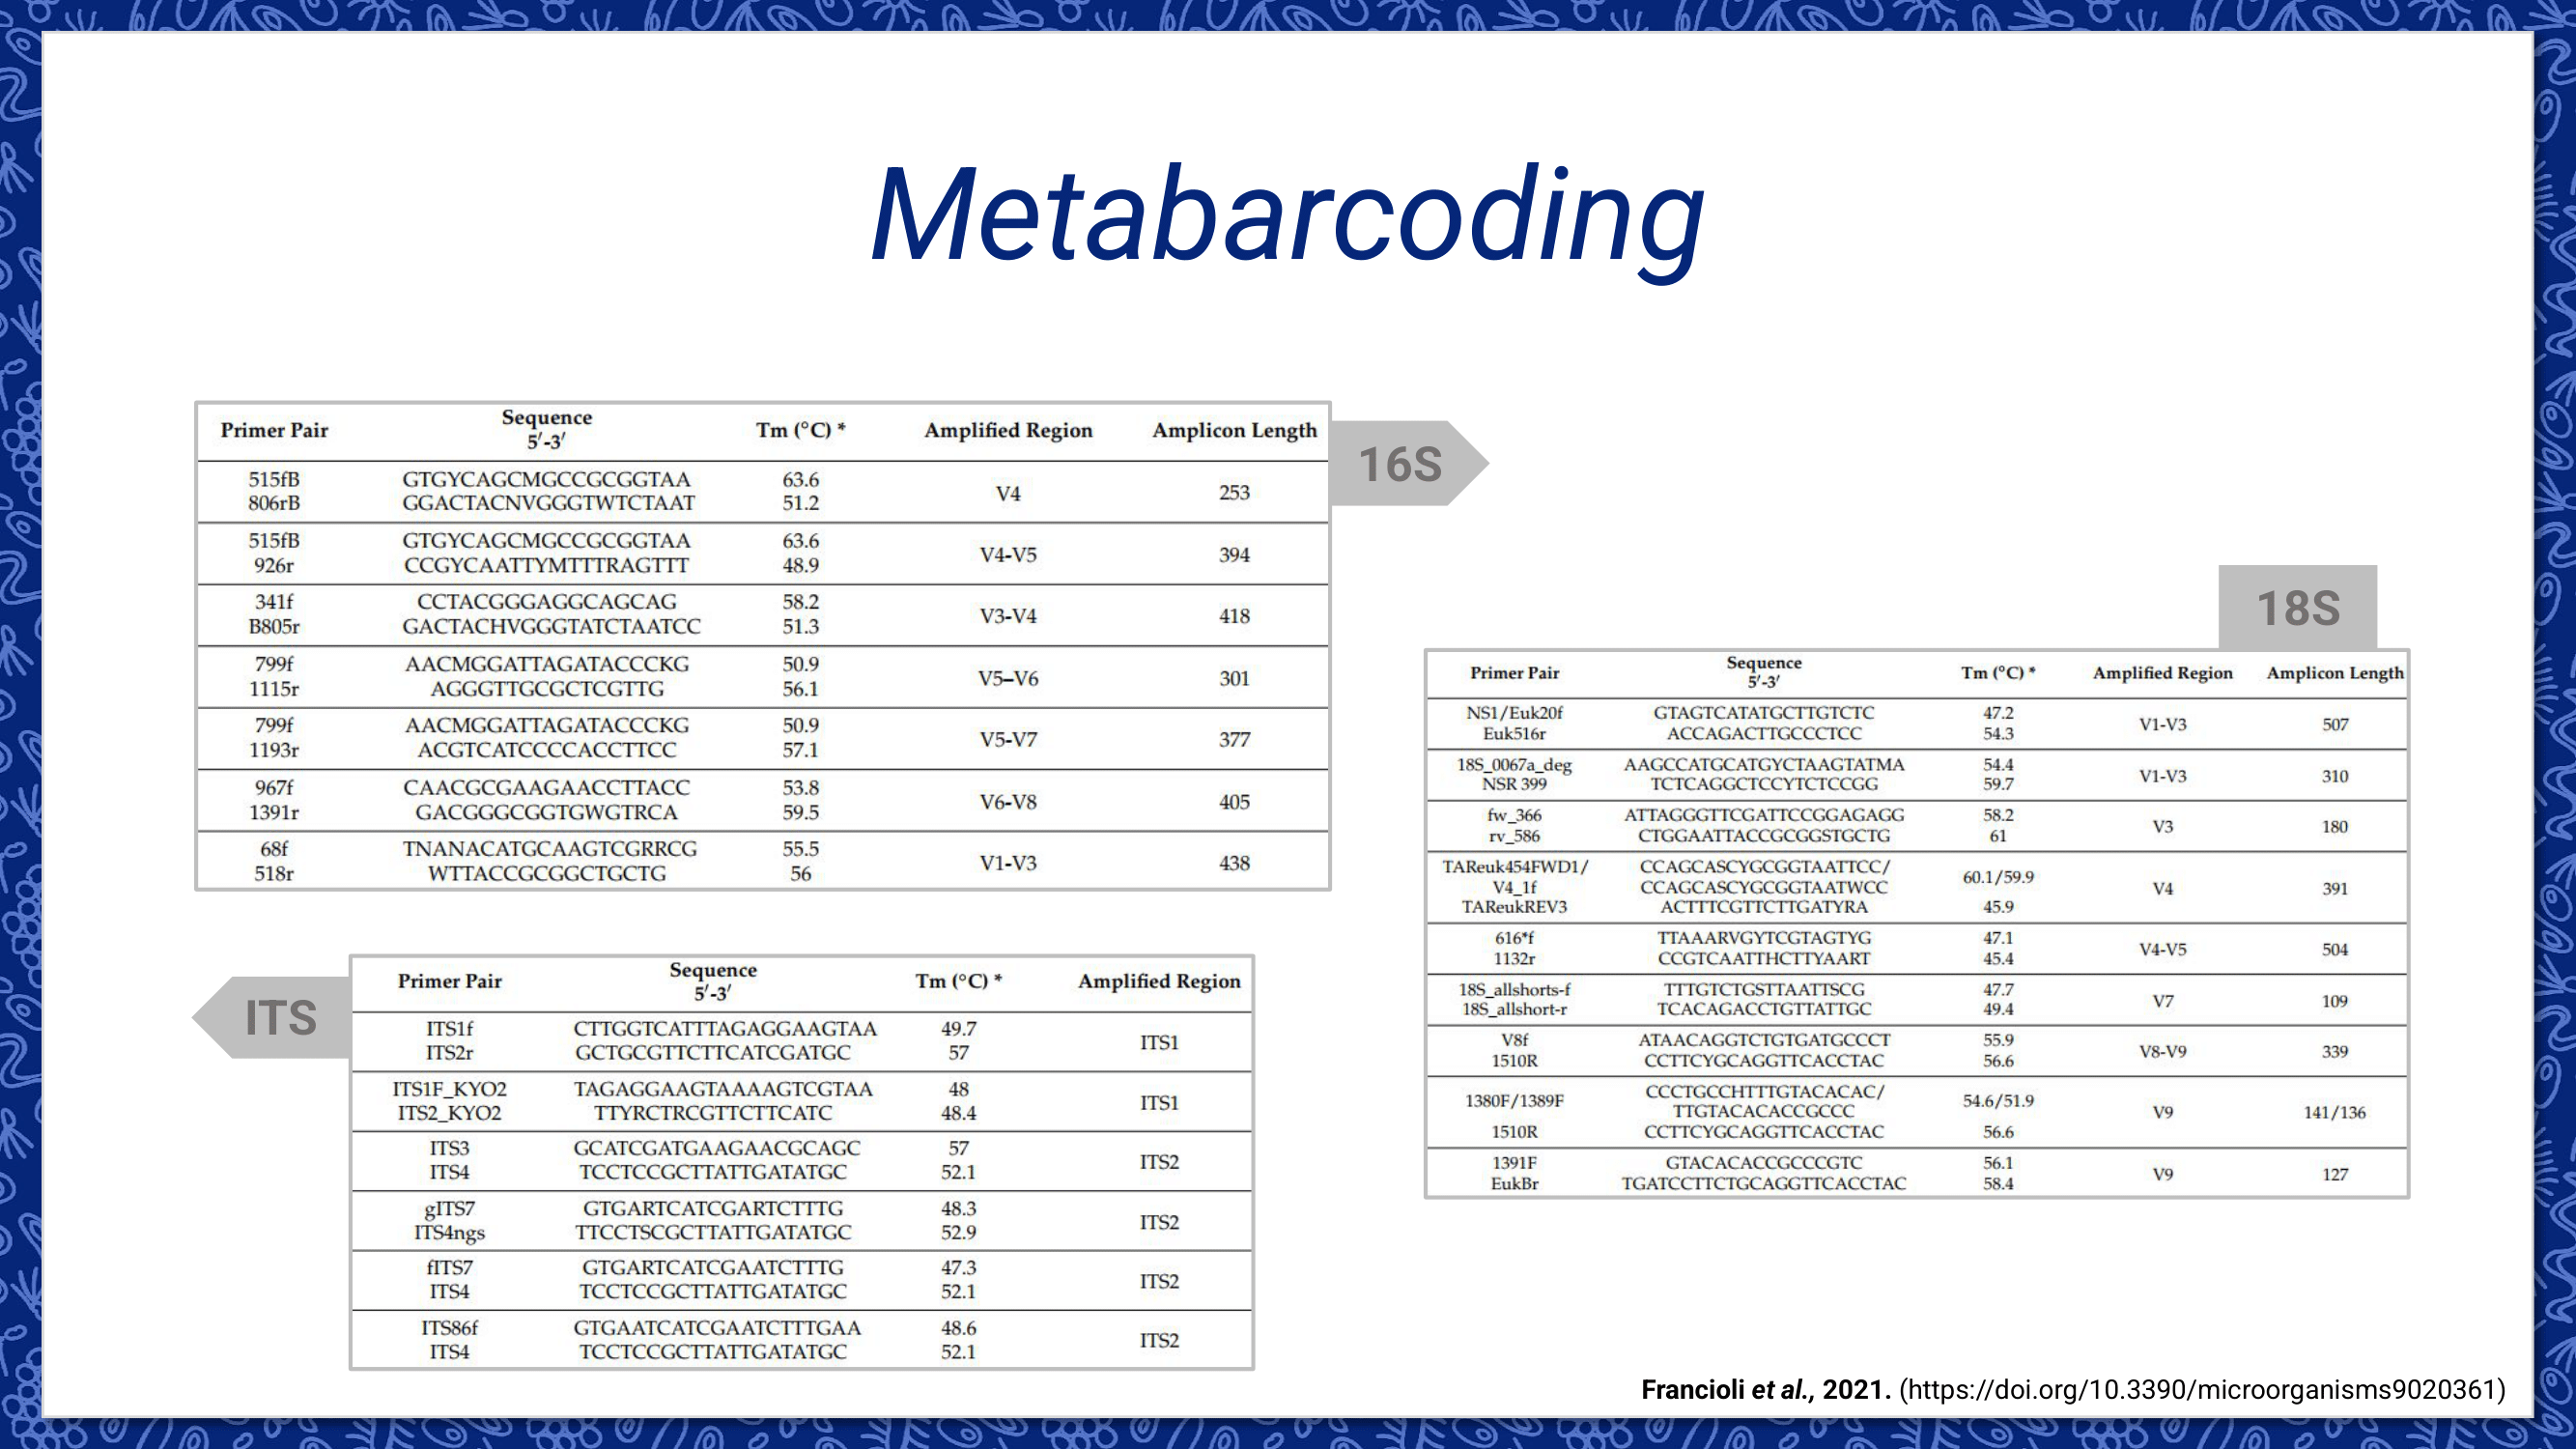 Metabarcoding
Primer Pair Sequence 5′-3′ Tm (°C) * Amplified Region Amplicon Length
16S
515fB GTGYCAGCMGCCGCGGTAA 63.6 V4 253
806rB GGACTACNVGGGTWTCTAAT 51.2
515fB GTGYCAGCMGCCGCGGTAA 63.6 V4-V5 394
926r CCGYCAATTYMTTTRAGTTT 48.9
341f CCTACGGGAGGCAGCAG 58.2 V3-V4 418
B805r GACTACHVGGGTATCTAATCC 51.3
799f AACMGGATTAGATACCCKG 50.9 V5–V6 301
1115r AGGGTTGCGCTCGTTG 56.1
799f AACMGGATTAGATACCCKG 50.9 V5-V7 377
1193r ACGTCATCCCCACCTTCC 57.1
967f CAACGCGAAGAACCTTACC 53.8 V6-V8 405
1391r GACGGGCGGTGWGTRCA 59.5
68f TNANACATGCAAGTCGRRCG 55.5 V1-V3 438
518r WTTACCGCGGCTGCTG 56
18S
Primer Pair Sequence 5′-3′ Tm (°C) * Amplified Region Amplicon Length
NS1/Euk20f GTAGTCATATGCTTGTCTC 47.2 V1-V3 507
Euk516r ACCAGACTTGCCCTCC 54.3
18S_0067a_deg AAGCCATGCATGYCTAAGTATMA 54.4 V1-V3 310
NSR 399 TCTCAGGCTCCYTCTCCGG 59.7
fw_366 ATTAGGGTTCGATTCCGGAGAGG 58.2 V3 180
rv_586 CTGGAATTACCGCGGSTGCTG 61
TAReuk454FWD1/ CCAGCASCYGCGGTAATTCC/ 60.1/59.9 V4 391
V4_1f CCAGCASCYGCGGTAATWCC
TAReukREV3 ACTTTCGTTCTTGATYRA 45.9
616*f TTAAARVGYTCGTAGTYG 47.1 V4-V5 504
1132r CCGTCAATTHCTTYAART 45.4
18S_allshorts-f TTTGTCTGSTTAATTSCG 47.7 V7 109
18S_allshort-r TCACAGACCTGTTATTGC 49.4
V8f ATAACAGGTCTGTGATGCCCT 55.9 V8-V9 339
1510R CCTTCYGCAGGTTCACCTAC 56.6
1380F/1389F CCCTGCCHTTTGTACACAC/ 54.6/51.9 V9 141/136
TTGTACACACCGCCC
1510R CCTTCYGCAGGTTCACCTAC 56.6
1391F GTACACACCGCCCGTC 56.1 V9 127
EukBr TGATCCTTCTGCAGGTTCACCTAC 58.4
ITS
Primer Pair Sequence 5′-3′ Tm (°C) * Amplified Region
ITS1f CTTGGTCATTTAGAGGAAGTAA 49.7 ITS1
ITS2r GCTGCGTTCTTCATCGATGC 57
ITS1F_KYO2 TAGAGGAAGTAAAAGTCGTAA 48 ITS1
ITS2_KYO2 TTYRCTRCGTTCTTCATC 48.4
ITS3 GCATCGATGAAGAACGCAGC 57 ITS2
ITS4 TCCTCCGCTTATTGATATGC 52.1
gITS7 GTGARTCATCGARTCTTTG 48.3 ITS2
ITS4ngs TTCCTSCGCTTATTGATATGC 52.9
fITS7 GTGARTCATCGAATCTTTG 47.3 ITS2
ITS4 TCCTCCGCTTATTGATATGC 52.1
ITS86f GTGAATCATCGAATCTTTGAA 48.6 ITS2
ITS4 TCCTCCGCTTATTGATATGC 52.1
Francioli et al., 2021. (https://doi.org/10.3390/microorganisms9020361)